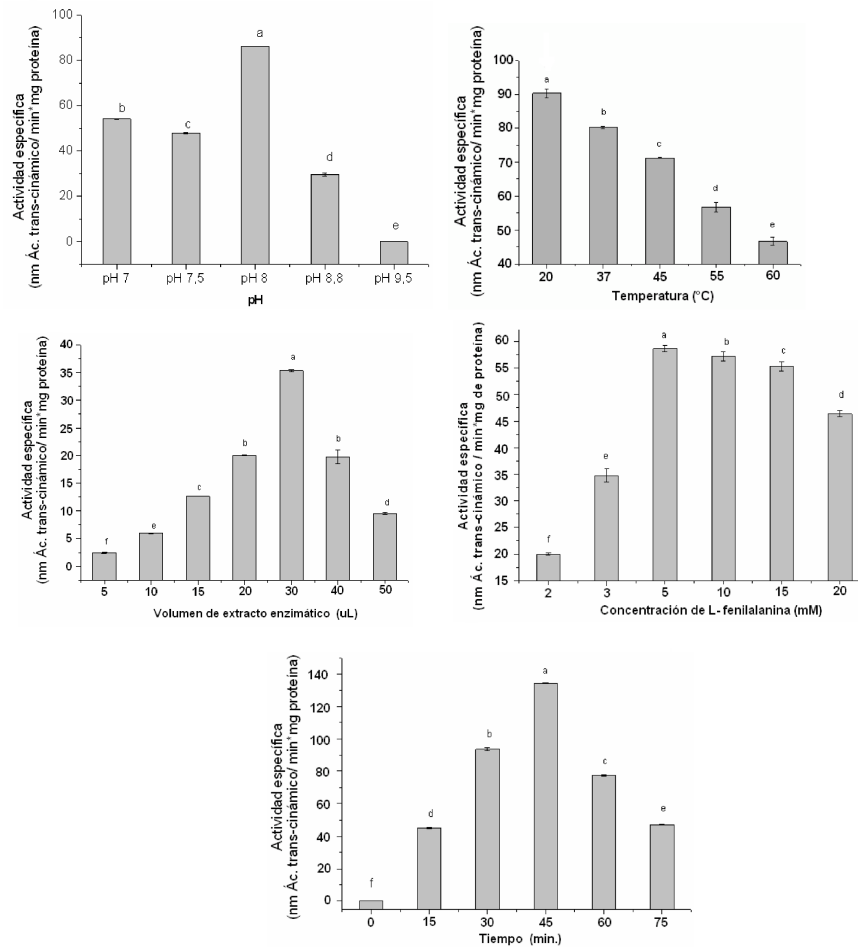 Actividad específica
(nm Ác. trans-cinámico/ min*mg proteína)
100
80
60
40
30
0
b
c
a
d
e
pH 7
pH 7,5
pH 8
pH 8,8
pH 9,5
pH
Actividad específica
(nm Ác. trans-cinámico/ min*mg proteína)
100
90
80
70
60
50
40
a
b
c
d
e
20
37
45
55
60
Temperatura (°C)
Actividad específica
(nm Ác. trans-cinámico/ min*mg proteína)
40
35
30
25
20
15
10
5
0
f
e
c
b
a
b
d
5
10
15
20
30
40
50
Volumen de extracto enzimático (uL)
Actividad específica
(nm Ác. trans-cinámico / min*mg de proteína)
60
55
50
45
40
35
30
25
20
15
f
e
a
b
c
d
2
3
5
10
15
20
Concentración de L- fenilalanina (mM)
Actividad específica
(nm Ác. trans-cinámico/ min*mg proteína)
140
120
100
80
60
40
20
0
f
d
b
a
c
e
0
15
30
45
60
75
Tiempo (min.)